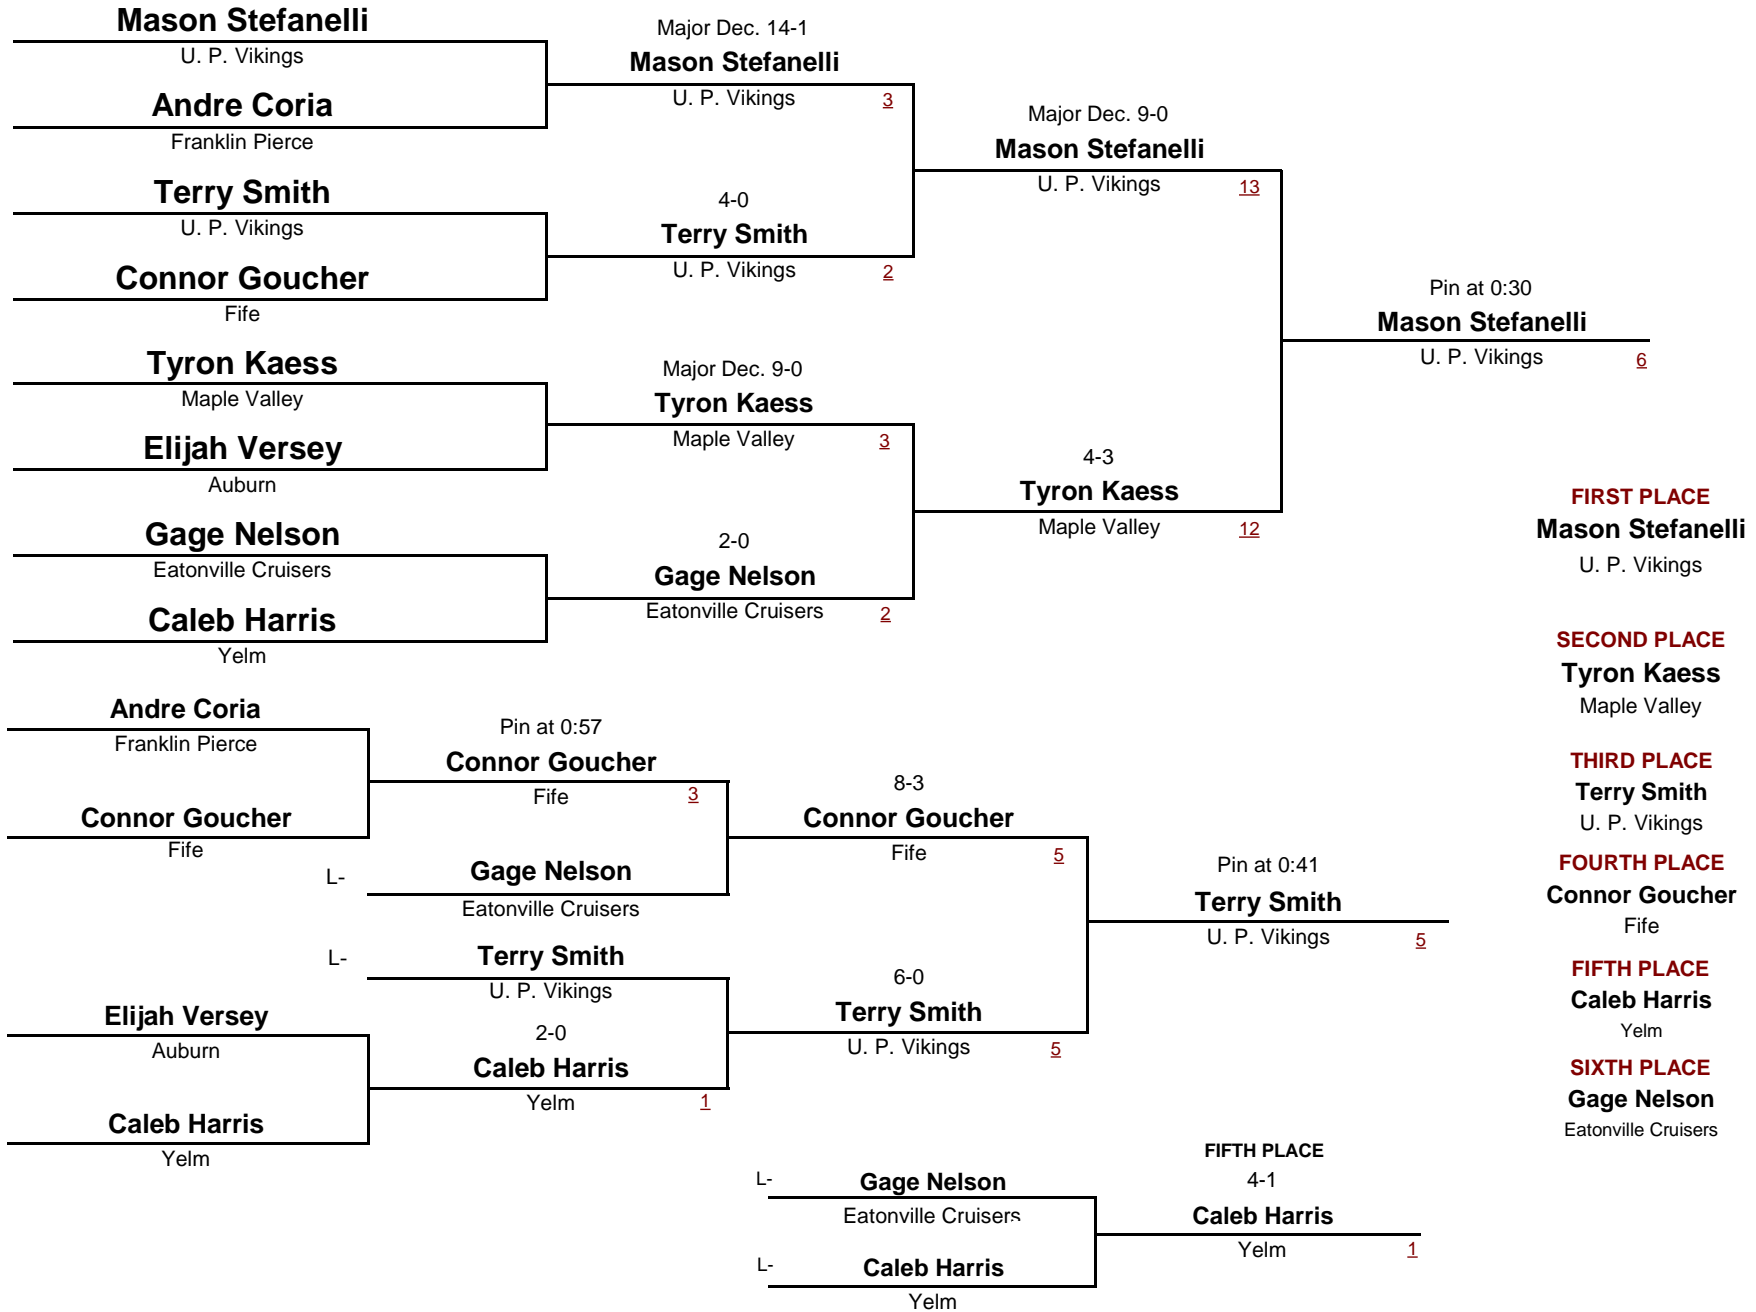 Mason Stefanelli
U. P. Vikings
Andre Coria
Franklin Pierce
Terry Smith
U. P. Vikings
Connor Goucher
Fife
Tyron Kaess
Maple Valley
Elijah Versey
Auburn
Gage Nelson
Eatonville Cruisers
Caleb Harris
Yelm
Major Dec. 14-1
Mason Stefanelli
U. P. Vikings 3
4-0
Terry Smith
U. P. Vikings 2
Major Dec. 9-0
Tyron Kaess
Maple Valley 3
2-0
Gage Nelson
Eatonville Cruisers 2
Major Dec. 9-0
Mason Stefanelli
U. P. Vikings 13
4-3
Tyron Kaess
Maple Valley 12
Pin at 0:30
Mason Stefanelli
U. P. Vikings 6
FIRST PLACE
Mason Stefanelli
U. P. Vikings
SECOND PLACE
Tyron Kaess
Maple Valley
THIRD PLACE
Terry Smith
U. P. Vikings
FOURTH PLACE
Connor Goucher
Fife
FIFTH PLACE
Caleb Harris
Yelm
SIXTH PLACE
Gage Nelson
Eatonville Cruisers
Andre Coria
Franklin Pierce
Connor Goucher
Fife
Elijah Versey
Auburn
Caleb Harris
Yelm
Pin at 0:57
Connor Goucher
Fife 3
L- Gage Nelson
Eatonville Cruisers
L- Terry Smith
U. P. Vikings
2-0
Caleb Harris
Yelm 1
8-3
Connor Goucher
Fife 5
6-0
Terry Smith
U. P. Vikings 5
Pin at 0:41
Terry Smith
U. P. Vikings 5
L- Gage Nelson
Eatonville Cruisers
L- Caleb Harris
Yelm
FIFTH PLACE
4-1
Caleb Harris
Yelm 1